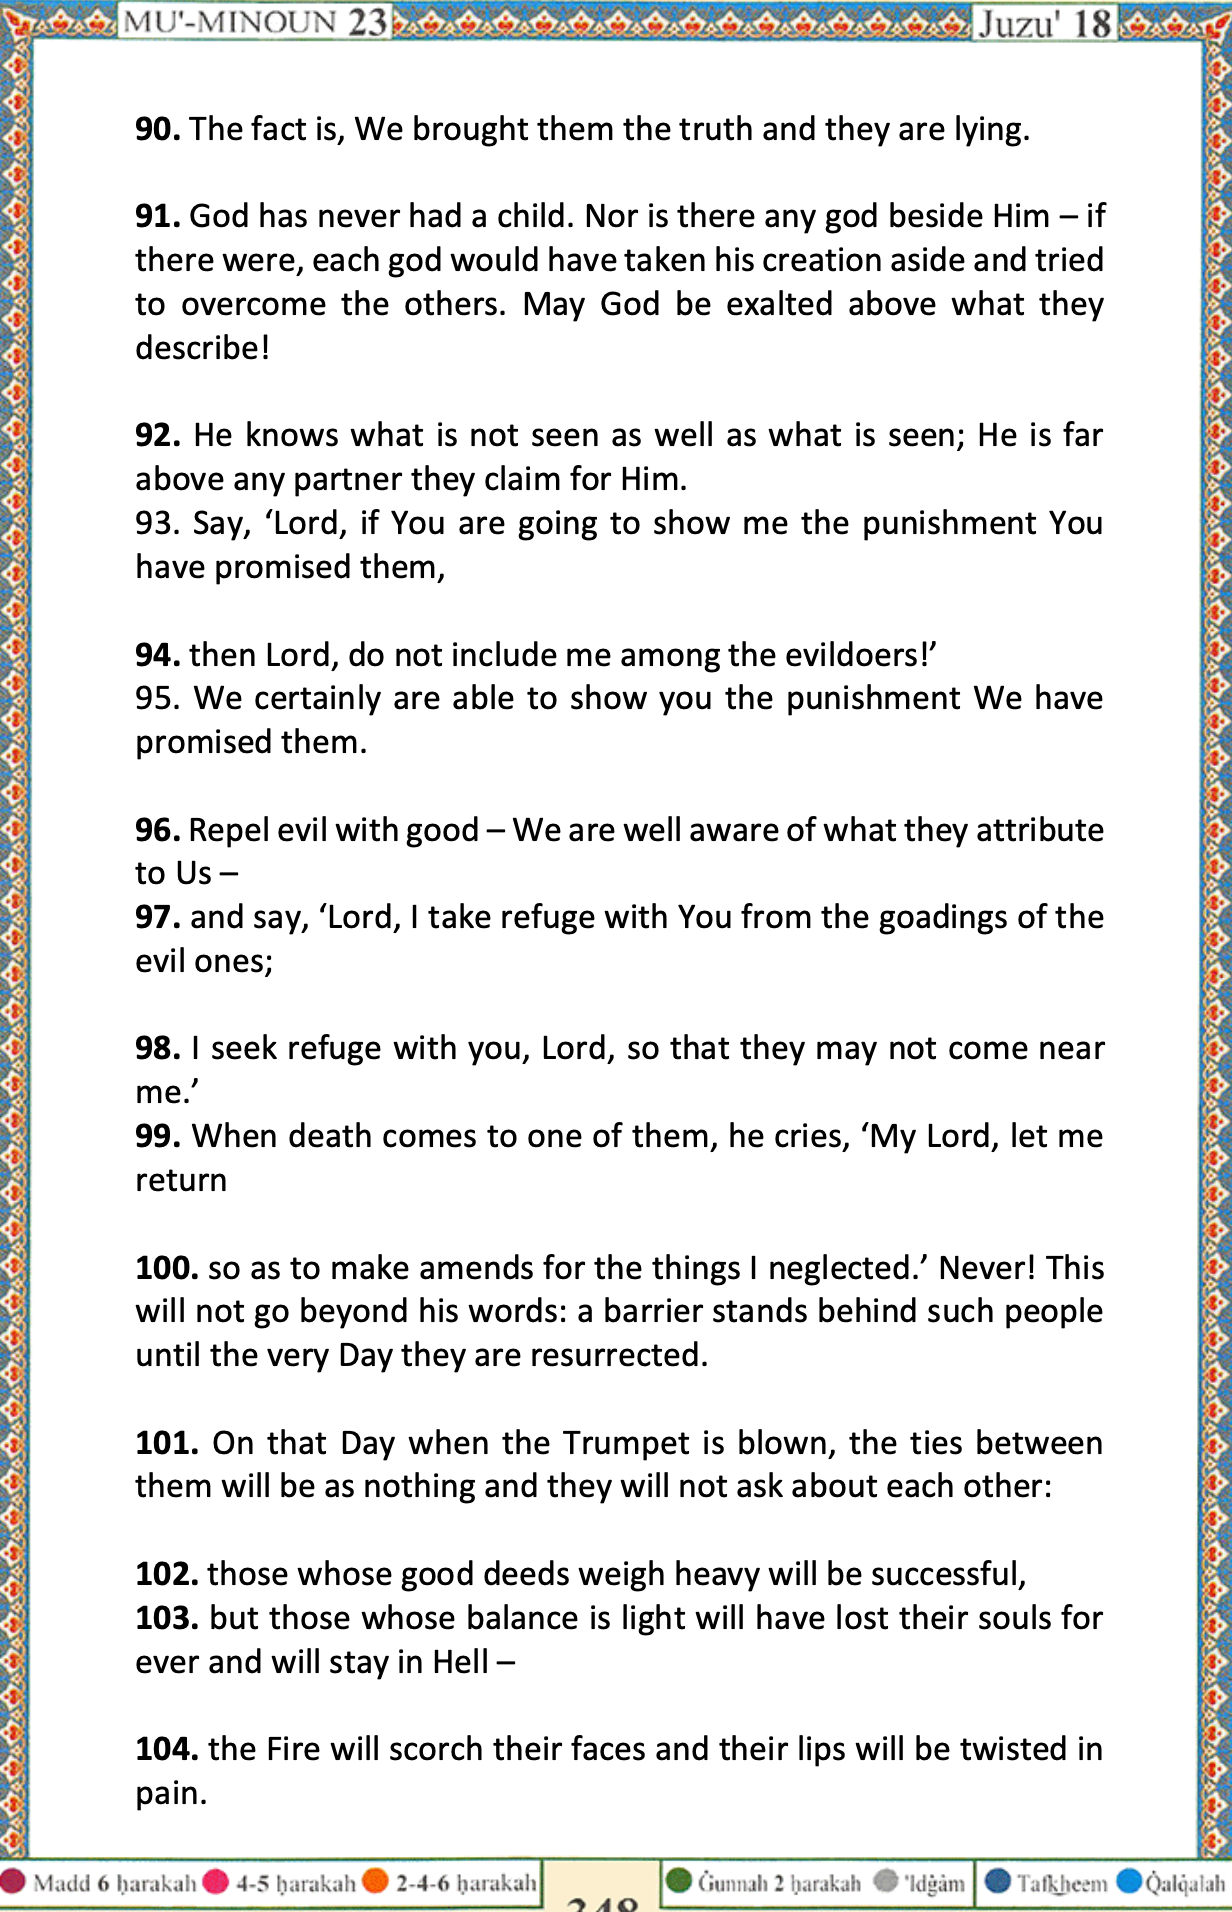 MU'-MINOUN 23 Juzu' 18
90. The fact is, We brought them the truth and they are lying.
91. God has never had a child. Nor is there any god beside Him – if
there were, each god would have taken his creation aside and tried
to overcome the others. May God be exalted above what they
describe!
92. He knows what is not seen as well as what is seen; He is far
above any partner they claim for Him.
93. Say, ‘Lord, if You are going to show me the punishment You
have promised them,
94. then Lord, do not include me among the evildoers!’
95. We certainly are able to show you the punishment We have
promised them.
96. Repel evil with good – We are well aware of what they attribute
to Us –
97. and say, ‘Lord, I take refuge with You from the goadings of the
evil ones;
98. I seek refuge with you, Lord, so that they may not come near
me.’
99. When death comes to one of them, he cries, ‘My Lord, let me
return
100. so as to make amends for the things I neglected.’ Never! This
will not go beyond his words: a barrier stands behind such people
until the very Day they are resurrected.
101. On that Day when the Trumpet is blown, the ties between
them will be as nothing and they will not ask about each other:
102. those whose good deeds weigh heavy will be successful,
103. but those whose balance is light will have lost their souls for
ever and will stay in Hell –
104. the Fire will scorch their faces and their lips will be twisted in
pain.
Madd 6 ḥarakah 4-5 ḥarakah 2-4-6 ḥarakah 348 Ġunnah 2 ḥarakah 'Idġām Tafkheem Qalqalah